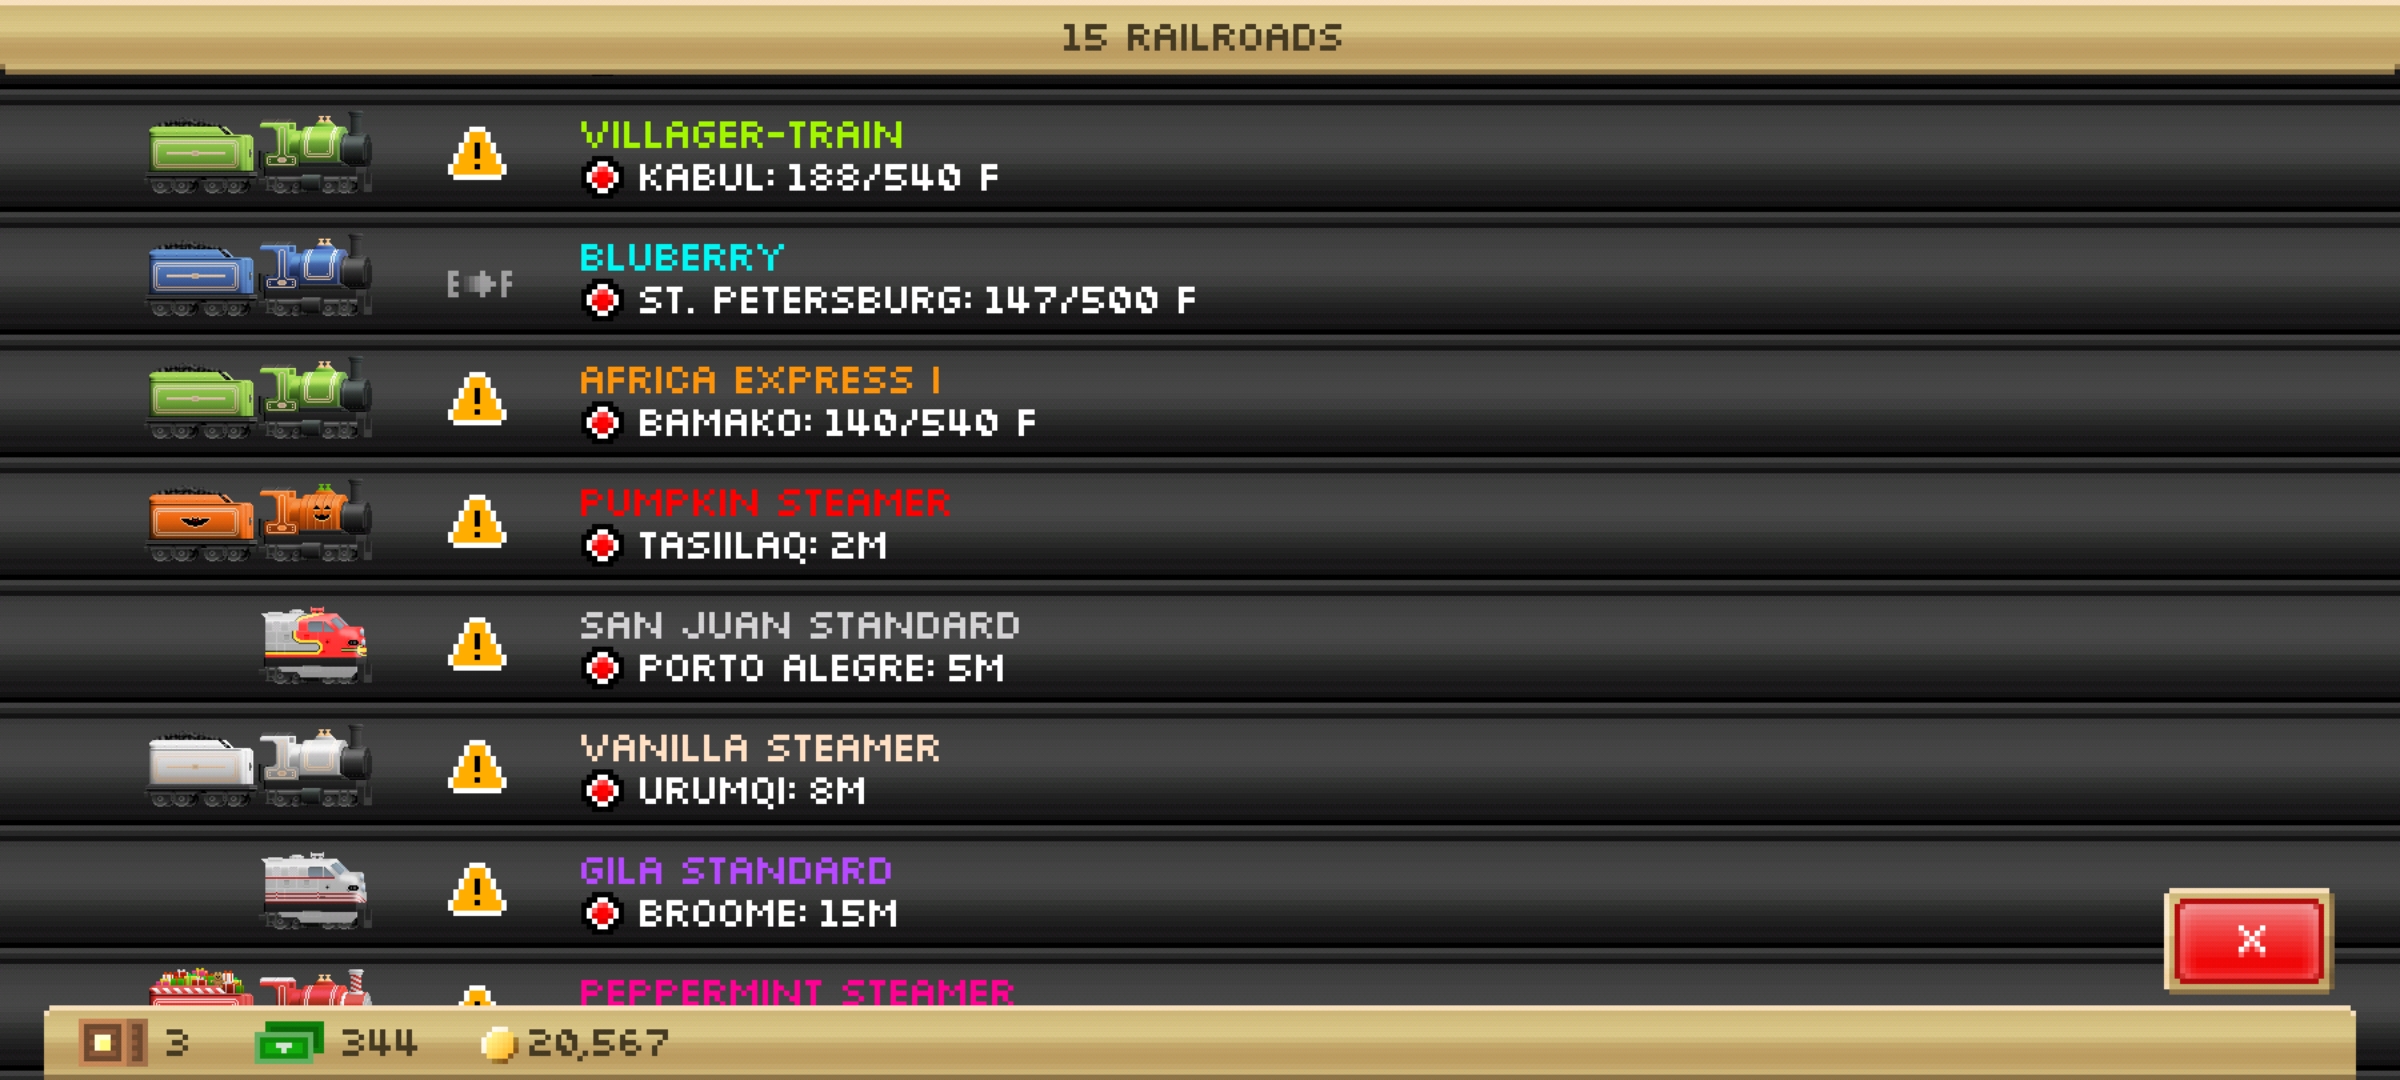 15 RAILROADS
VILLAGER-TRAIN
KABUL: 188/540 F
BLUBERRY
E F
ST. PETERSBURG: 147/500 F
AFRICA EXPRESS I
BAMAKO: 140/540 F
PUMPKIN STEAMER
TASIILAQ: 2M
SAN JUAN STANDARD
PORTO ALEGRE: 5M
VANILLA STEAMER
URUMQI: 8M
GILA STANDARD
BROOME: 15M
PEPPERMINT STEAMER
X
3 344 20,567